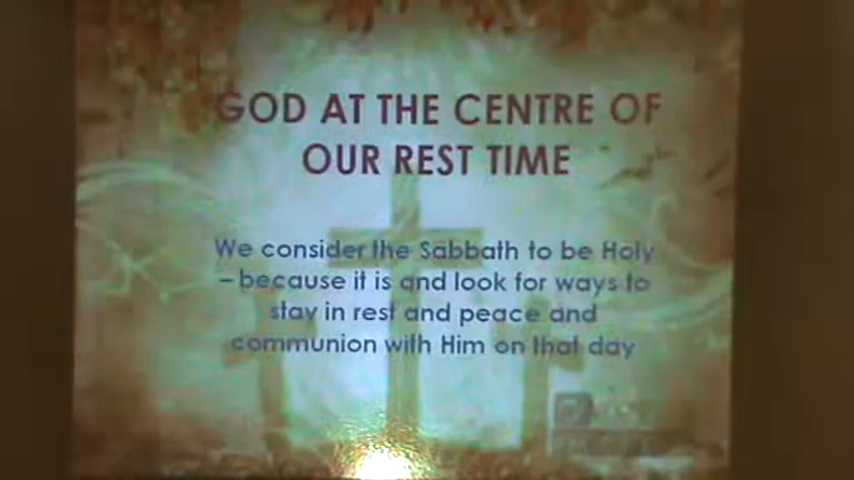 GOD AT THE CENTRE OF
OUR REST TIME
We consider the Sabbath to be Holy
– because it is and look for ways to
stay in rest and peace and
communion with Him on that day